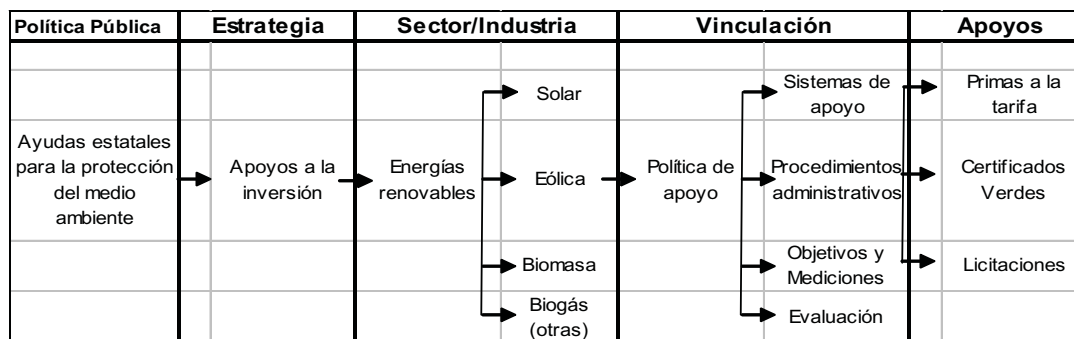 Política Pública
Estrategia
Sector/Industria
Vinculación
Apoyos
Ayudas estatales
para la protección
del medio
ambiente
Apoyos a la
inversión
Energías
renovables
Solar
Eólica
Biomasa
Biogás
(otras)
Política de
apoyo
Sistemas de
apoyo
Procedimientos
administrativos
Objetivos y
Mediciones
Evaluación
Primas a la
tarifa
Certificados
Verdes
Licitaciones